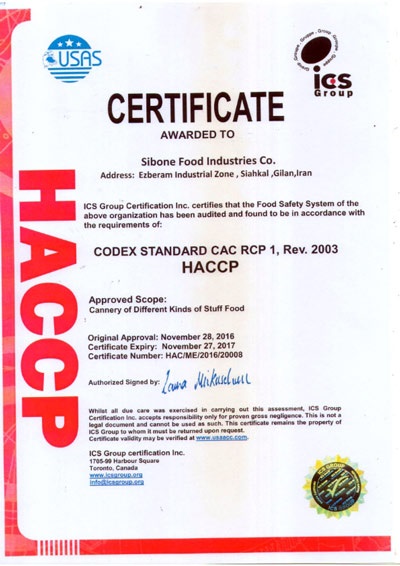 USAS
ics
Group
CERTIFICATE
AWARDED TO
Sibone Food Industries Co.
Address: Ezberam Industrial Zone , Siahkal ,Gilan,Iran
HACCP
ICS Group Certification Inc. certifies that the Food Safety System of the
above organization has been audited and found to be in accordance with
the requirements of:
CODEX STANDARD CAC RCP 1, Rev. 2003
HACCP
Approved Scope:
Cannery of Different Kinds of Stuff Food
Original Approval: November 28, 2016
Certificate Expiry: November 27, 2017
Certificate Number: HAC/ME/2016/20008
Authorized Signed by:
Whilst all due care was exercised in carrying out this assessment, ICS Group
Certification Inc. accepts responsibility only for proven gross negligence. This is not a
legal document and cannot be used as such. This certificate remains the property of
ICS Group to whom it must be returned upon request.
Certificate validity may be verified at www.usacc.com.
ICS Group certification Inc.
1705-99 Harbour Square
Toronto, Canada
www.icsgroup.org
info@icsgroup.org
ICS GROUP
ICS GROUP